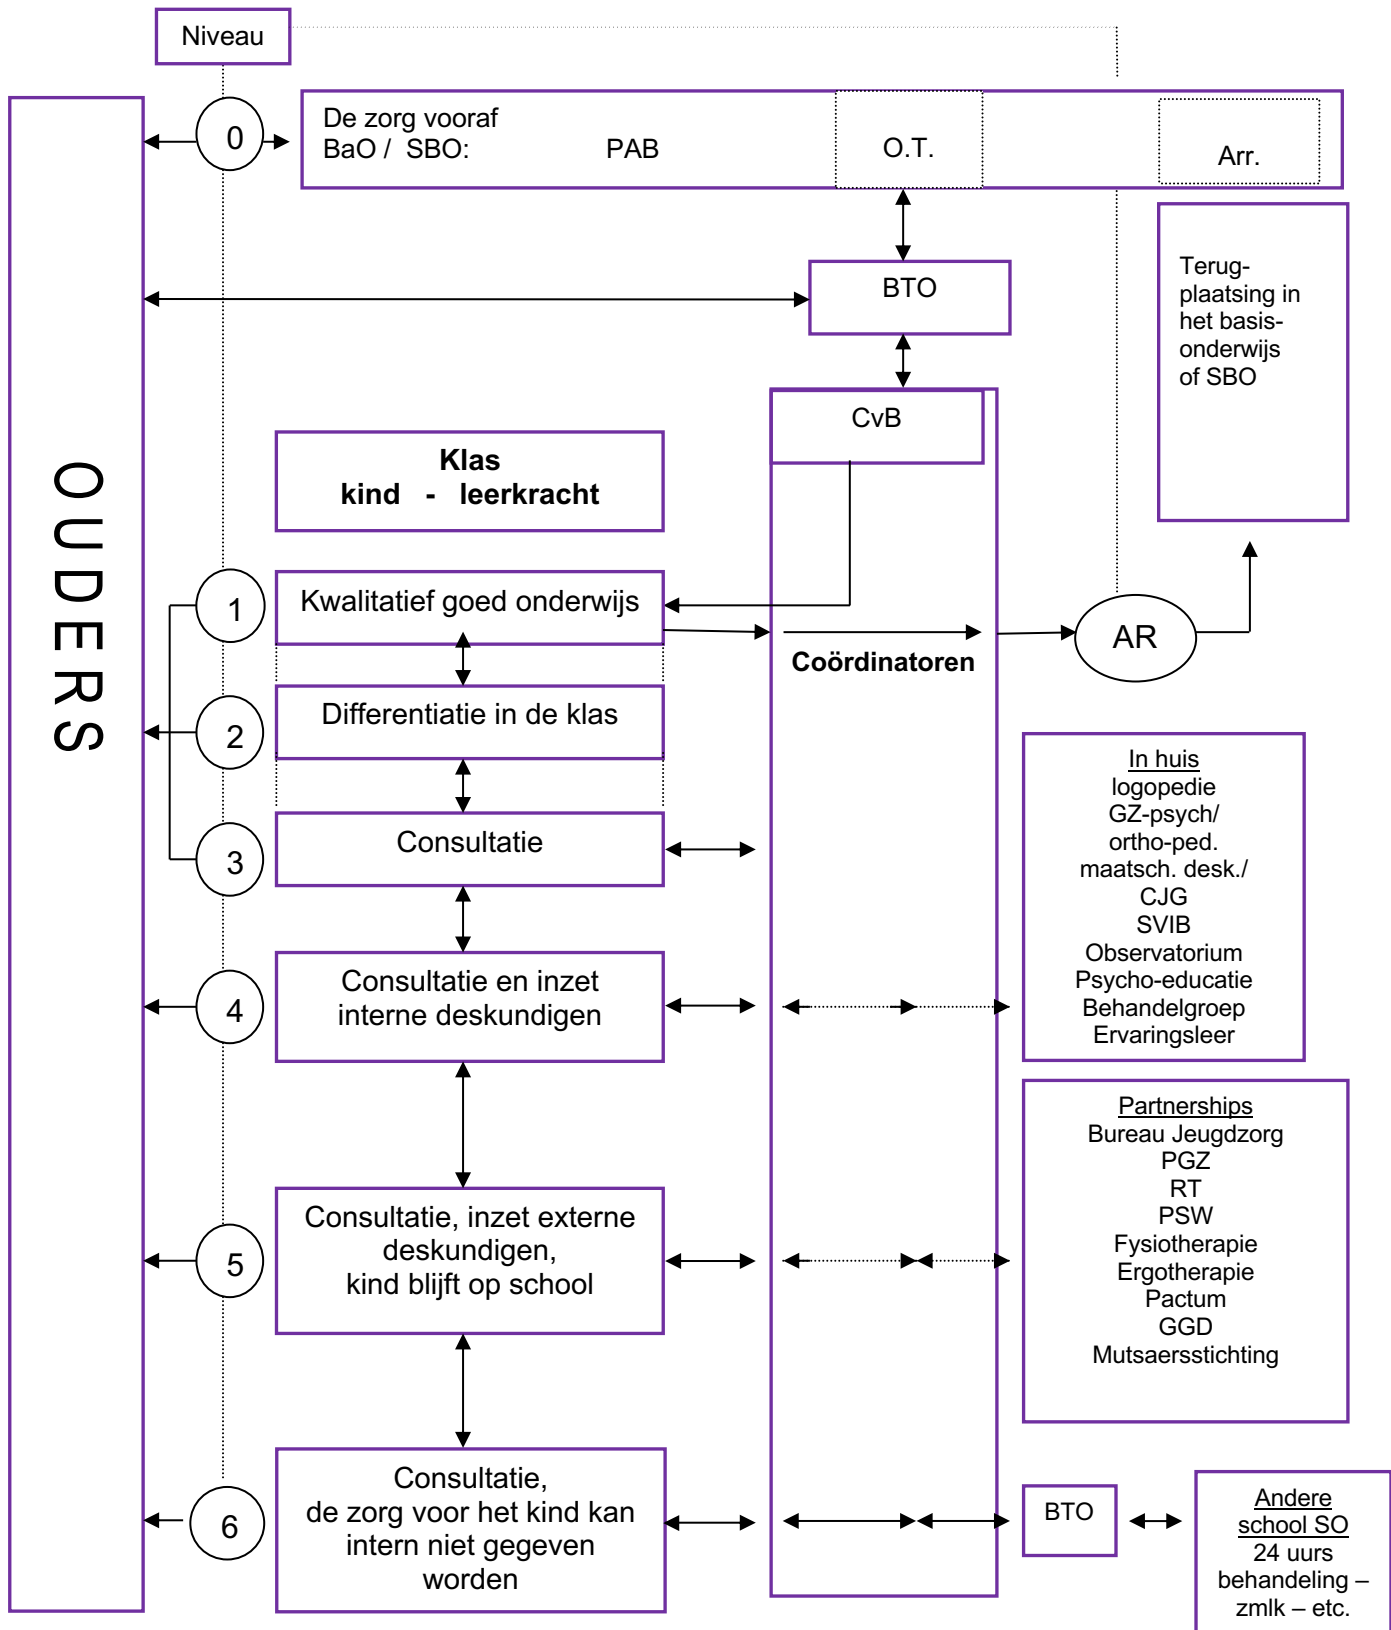 Niveau
0
De zorg vooraf
BaO / SBO: PAB
O.T.
Arr.
BTO
Terug-
plaatsing in
het basis-
onderwijs
of SBO
CvB
OUDERS
Klas
kind - leerkracht
1
Kwalitatief goed onderwijs
Coördinatoren
AR
2
Differentiatie in de klas
3
Consultatie
In huis
logopedie
GZ-psych/
ortho-ped.
maatsch. desk./
CJG
SVIB
Observatorium
Psycho-educatie
Behandelgroep
Ervaringsleer
4
Consultatie en inzet
interne deskundigen
Partnerships
Bureau Jeugdzorg
PGZ
RT
PSW
Fysiotherapie
Ergotherapie
Pactum
GGD
Mutsaersstichting
5
Consultatie, inzet externe
deskundigen,
kind blijft op school
6
Consultatie,
de zorg voor het kind kan
intern niet gegeven
worden
BTO
Andere
school SO
24 uurs
behandeling –
zmlk – etc.